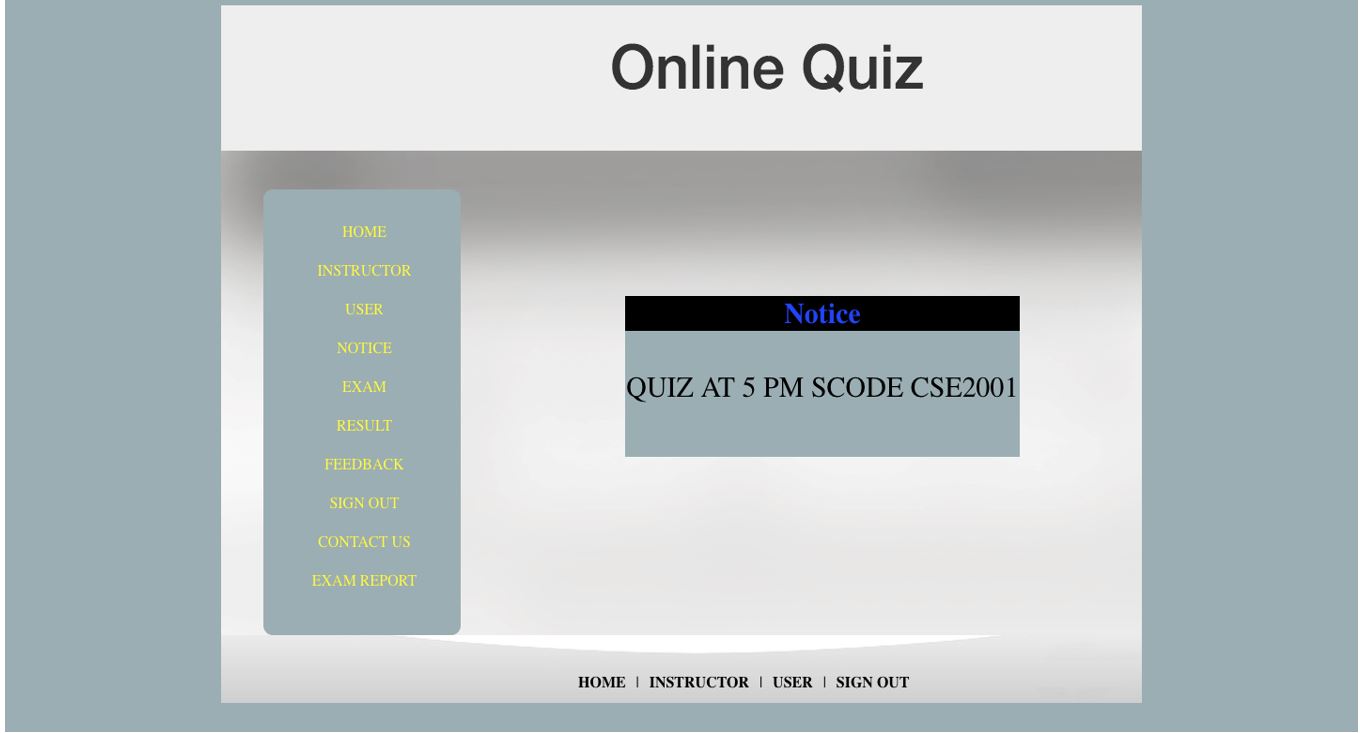 Online Quiz
HOME
INSTRUCTOR
USER
NOTICE
EXAM
RESULT
FEEDBACK
SIGN OUT
CONTACT US
EXAM REPORT
Notice
QUIZ AT 5 PM SCODE CSE2001
HOME | INSTRUCTOR | USER | SIGN OUT